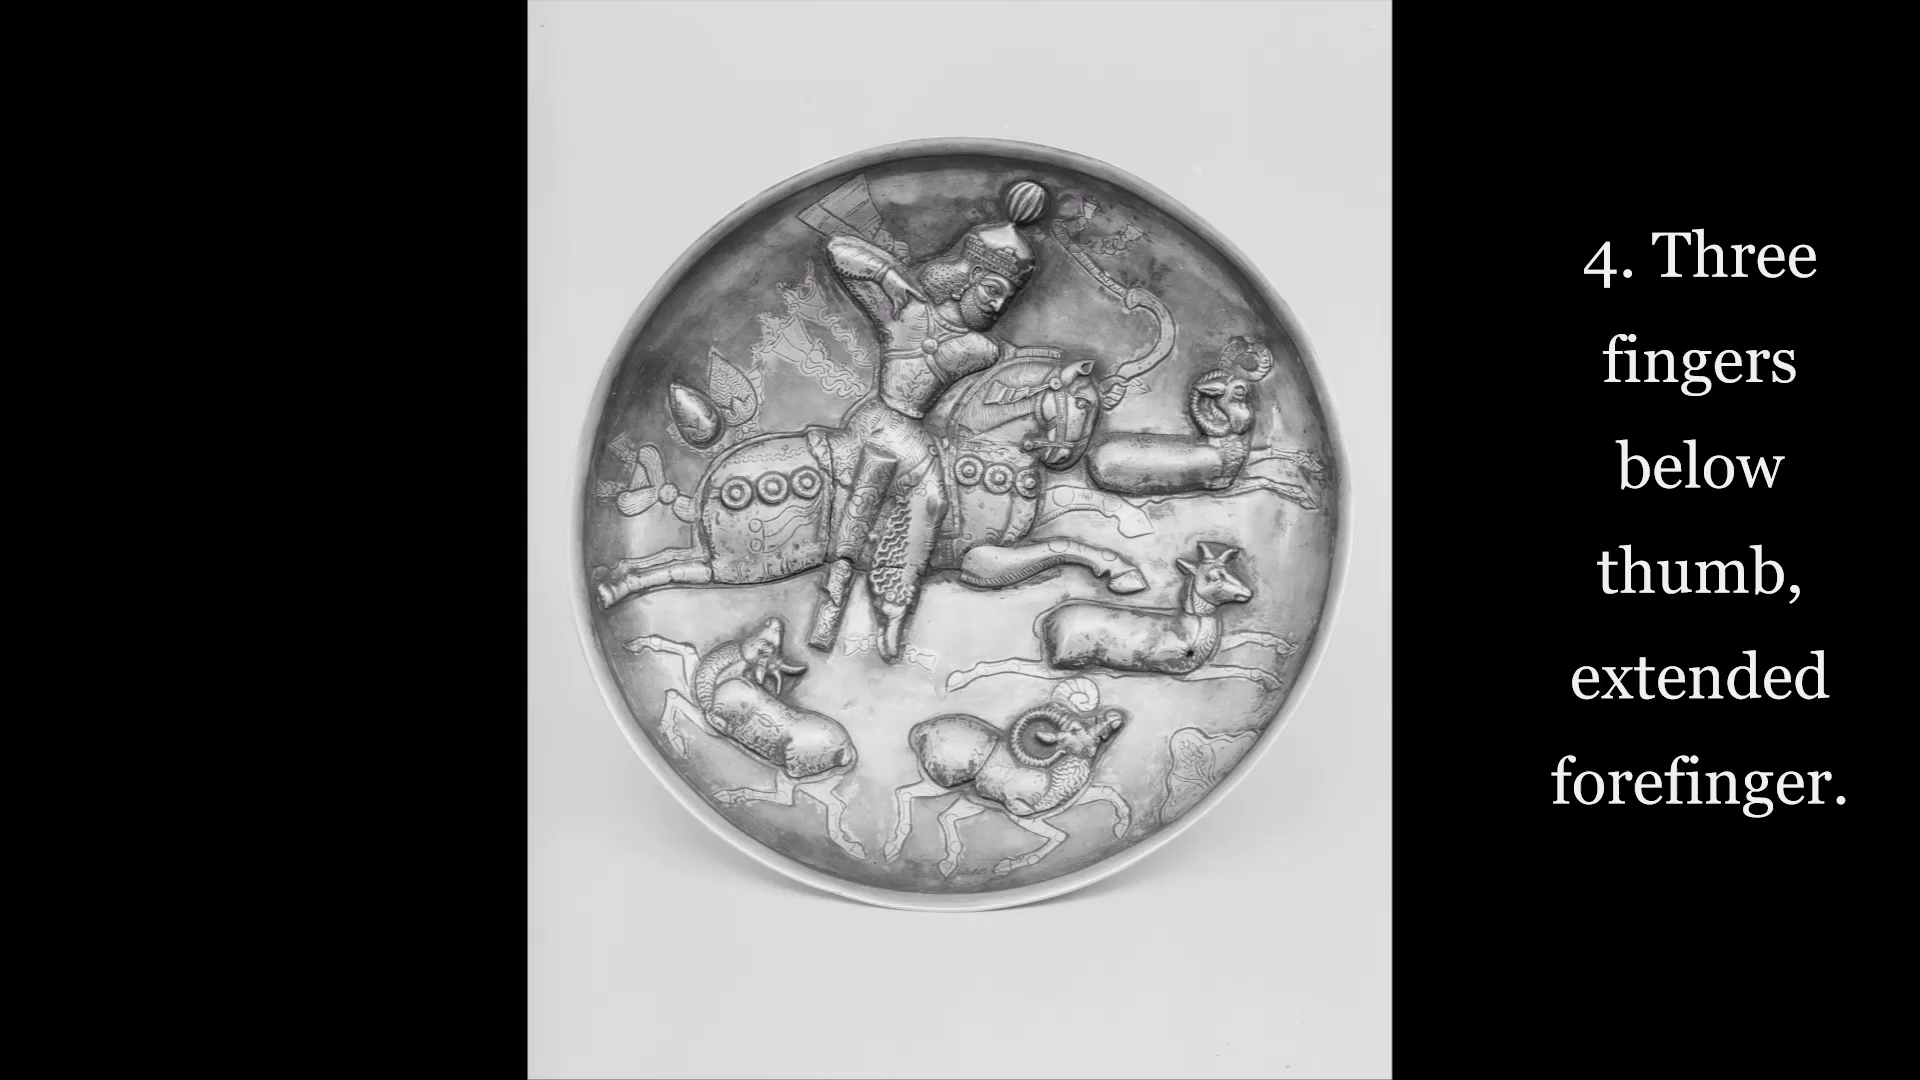 4. Three
fingers
below
thumb,
extended
forefinger.